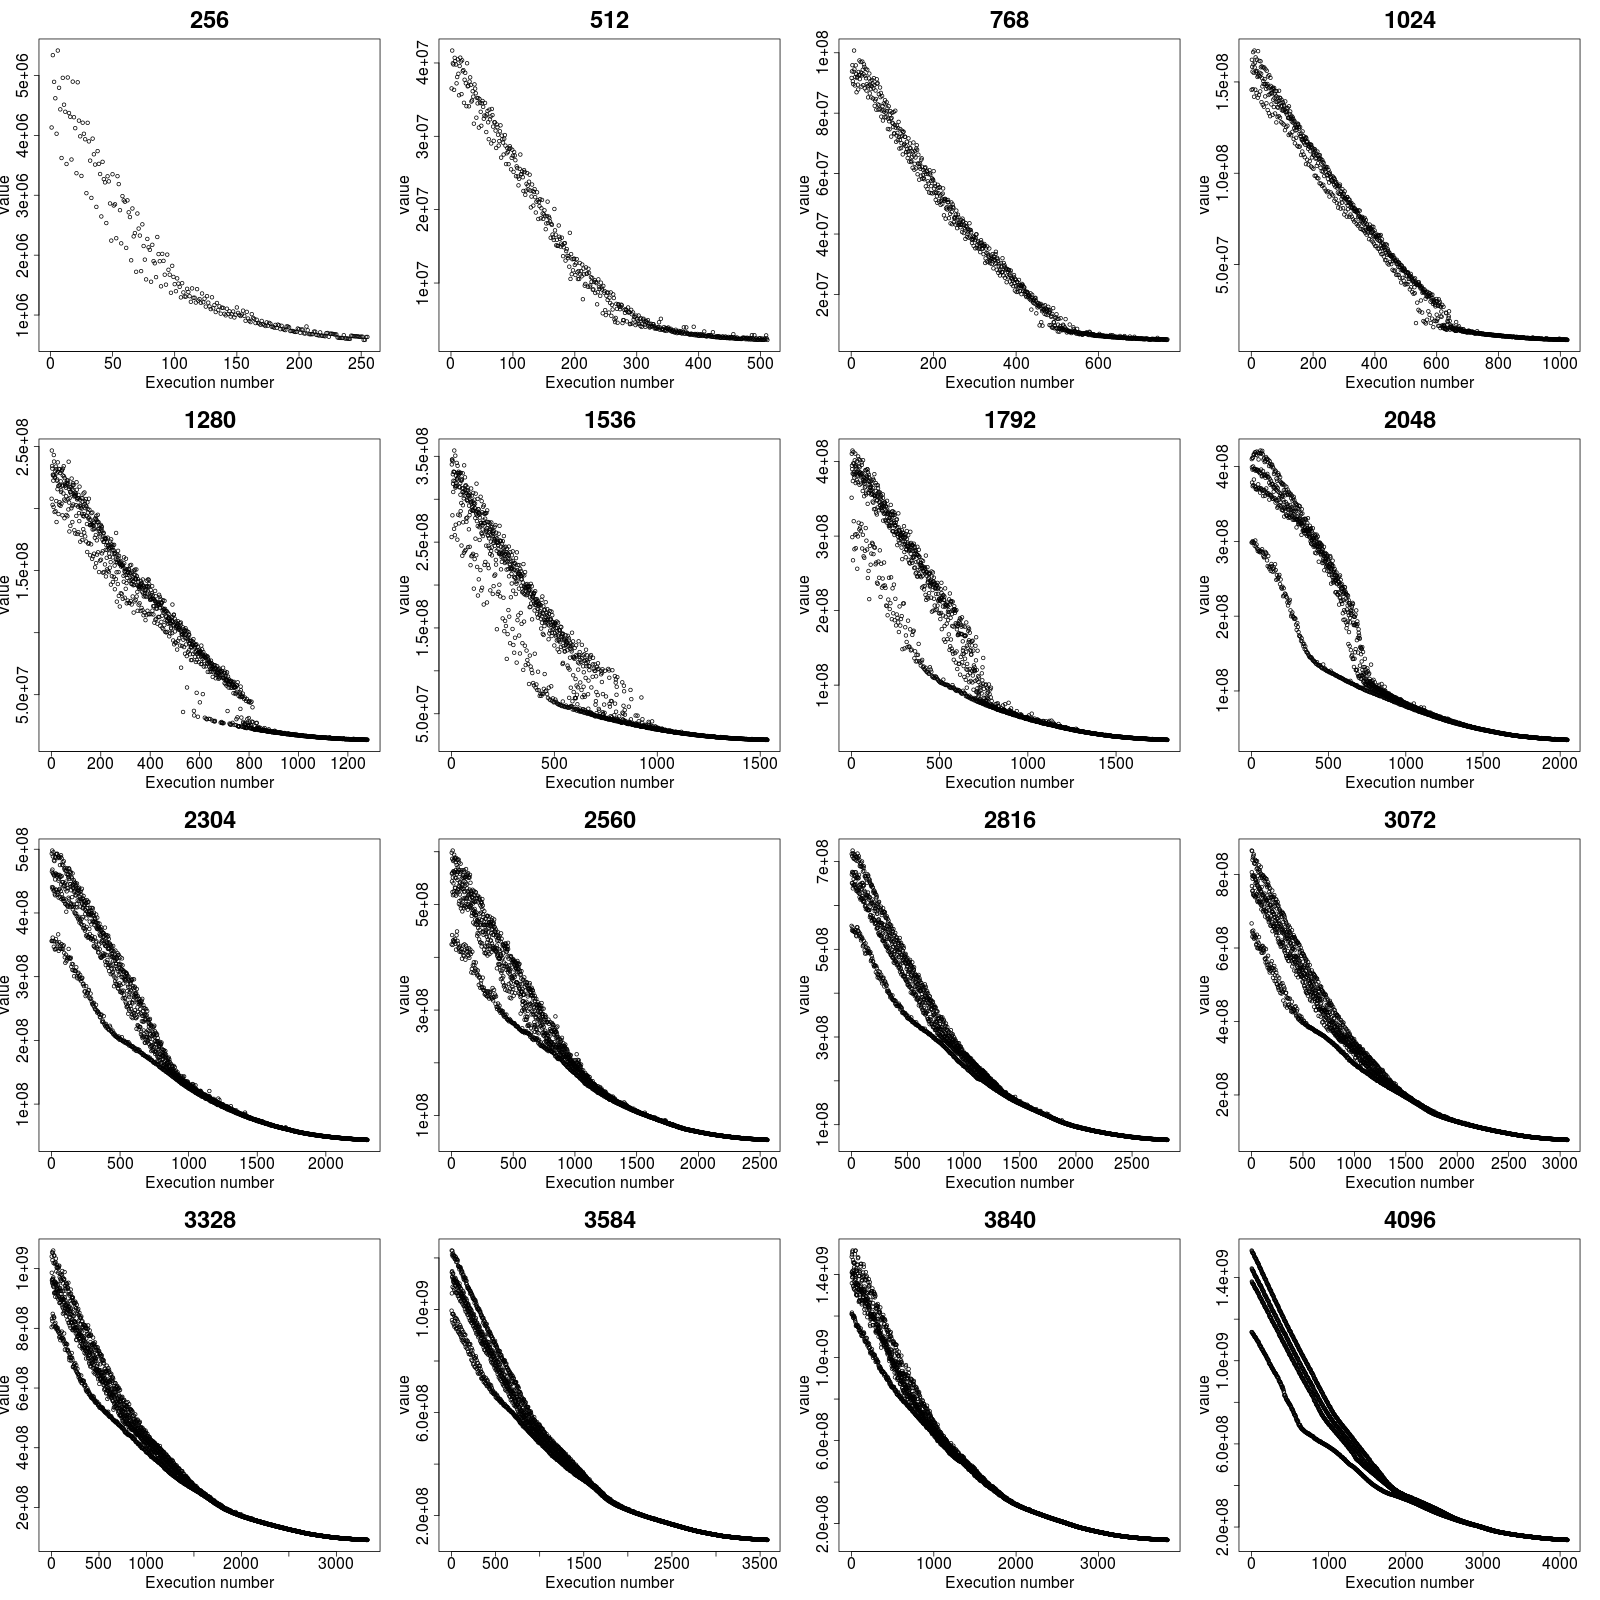 256
value
1e+06 2e+06 3e+06 4e+06 5e+06
0 50 100 150 200 250
Execution number
512
value
1e+07 2e+07 3e+07 4e+07
0 100 200 300 400 500
Execution number
768
value
2e+07 4e+07 6e+07 8e+07 1e+08
0 200 400 600
Execution number
1024
value
5.0e+07 1.0e+08 1.5e+08
0 200 400 600 800 1000
Execution number
1280
value
5.0e+07 1.5e+08 2.5e+08
0 200 400 600 800 1000 1200
Execution number
1536
value
5.0e+07 1.5e+08 2.5e+08 3.5e+08
0 500 1000 1500
Execution number
1792
value
1e+08 2e+08 3e+08 4e+08
0 500 1000 1500
Execution number
2048
value
1e+08 2e+08 3e+08 4e+08
0 500 1000 1500 2000
Execution number
2304
value
1e+08 2e+08 3e+08 4e+08 5e+08
0 500 1000 1500 2000
Execution number
2560
value
1e+08 3e+08 5e+08
0 500 1000 1500 2000 2500
Execution number
2816
value
1e+08 3e+08 5e+08 7e+08
0 500 1000 1500 2000 2500
Execution number
3072
value
2e+08 4e+08 6e+08 8e+08
0 500 1000 1500 2000 2500 3000
Execution number
3328
value
2e+08 4e+08 6e+08 8e+08 1e+09
0 500 1000 2000 3000
Execution number
3584
value
2.0e+08 6.0e+08 1.0e+09
0 500 1500 2500 3500
Execution number
3840
value
2.0e+08 6.0e+08 1.0e+09 1.4e+09
0 1000 2000 3000
Execution number
4096
value
2.0e+08 6.0e+08 1.0e+09 1.4e+09
0 1000 2000 3000 4000
Execution number